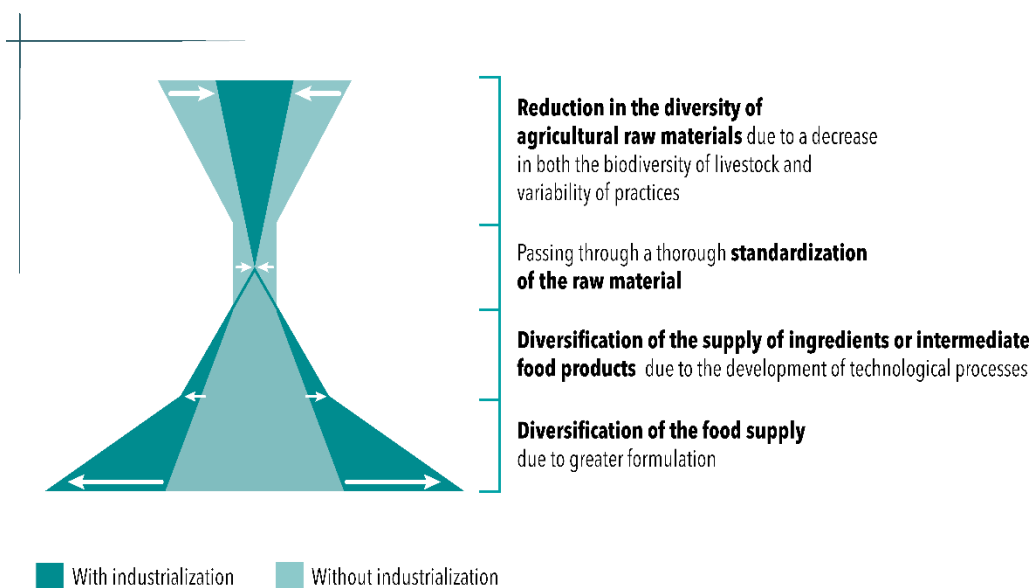 Reduction in the diversity of
agricultural raw materials due to a decrease
in both the biodiversity of livestock and
variability of practices
Passing through a thorough standardization
of the raw material
Diversification of the supply of ingredients or intermediate
food products due to the development of technological processes
Diversification of the food supply
due to greater formulation
With industrialization
Without industrialization